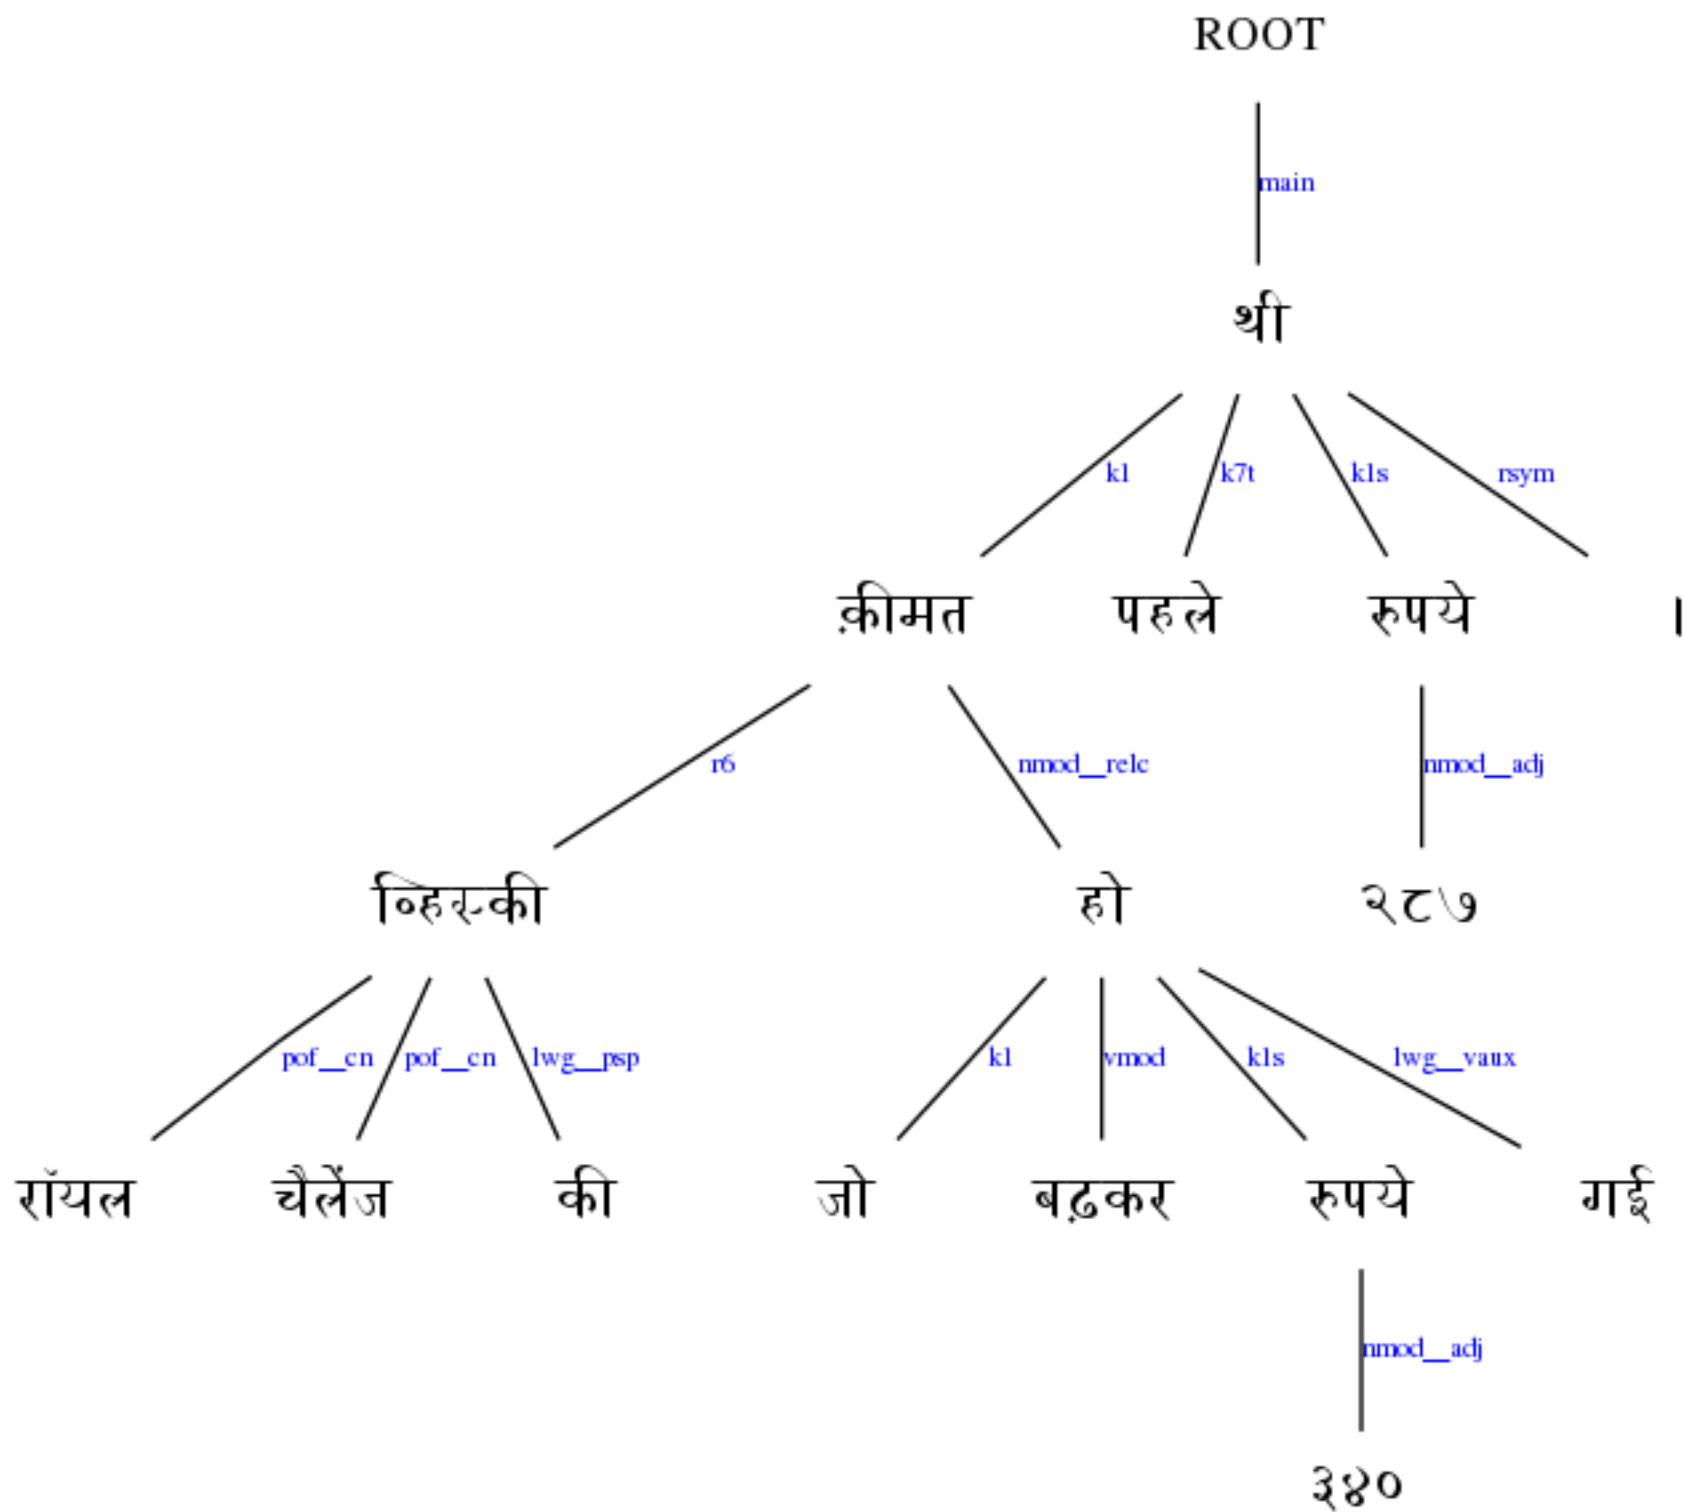 ROOT
main
थी
k1 k7t k1s rsym
क़ीमत पहले रुपये ।
r6 nmod__relc nmod__adj
व्हिस्की हो २८७
pof__cn pof__cn lwg__psp k1 vmod k1s lwg__vaux
रॉयल चैलेंज की जो बढ़कर रुपये गई
nmod__adj
३४०